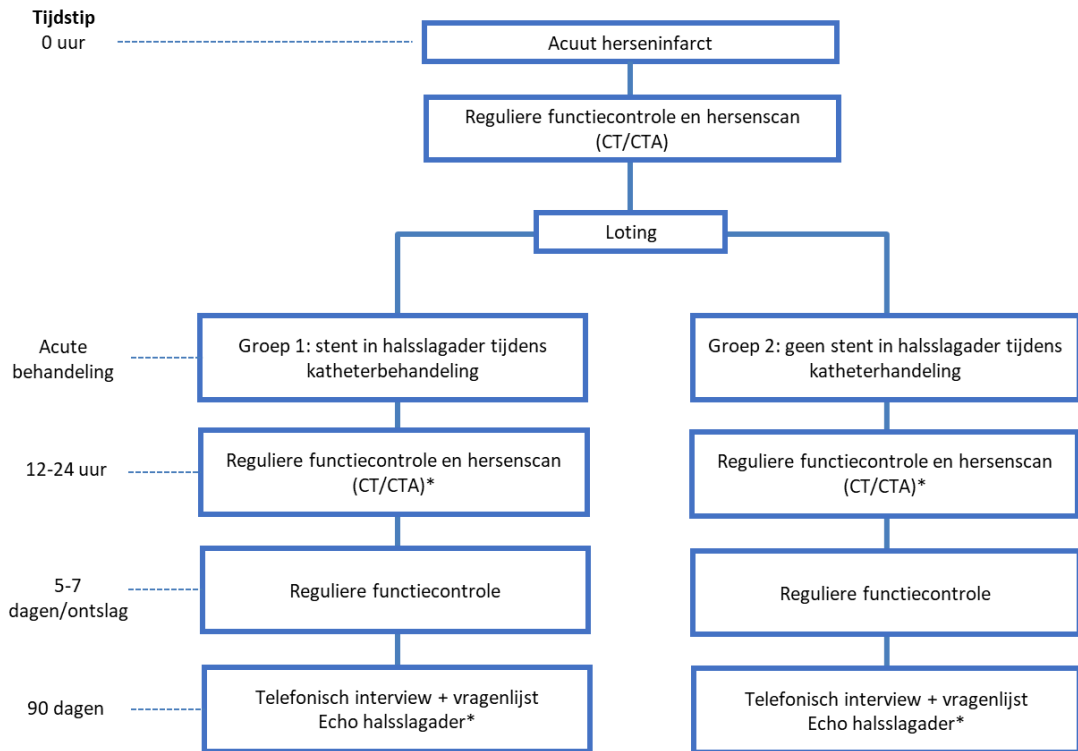 Tijdstip
0 uur
Acuut herseninfarct
Reguliere functiecontrole en hersenscan
(CT/CTA)
Loting
Acute
behandeling
Groep 1: stent in halsslagader tijdens
katheterbehandeling
Groep 2: geen stent in halsslagader tijdens
katheterhandeling
12-24 uur
Reguliere functiecontrole en hersenscan
(CT/CTA)*
Reguliere functiecontrole en hersenscan
(CT/CTA)*
5-7
dagen/ontslag
Reguliere functiecontrole
Reguliere functiecontrole
90 dagen
Telefonisch interview + vragenlijst
Echo halsslagader*
Telefonisch interview + vragenlijst
Echo halsslagader*